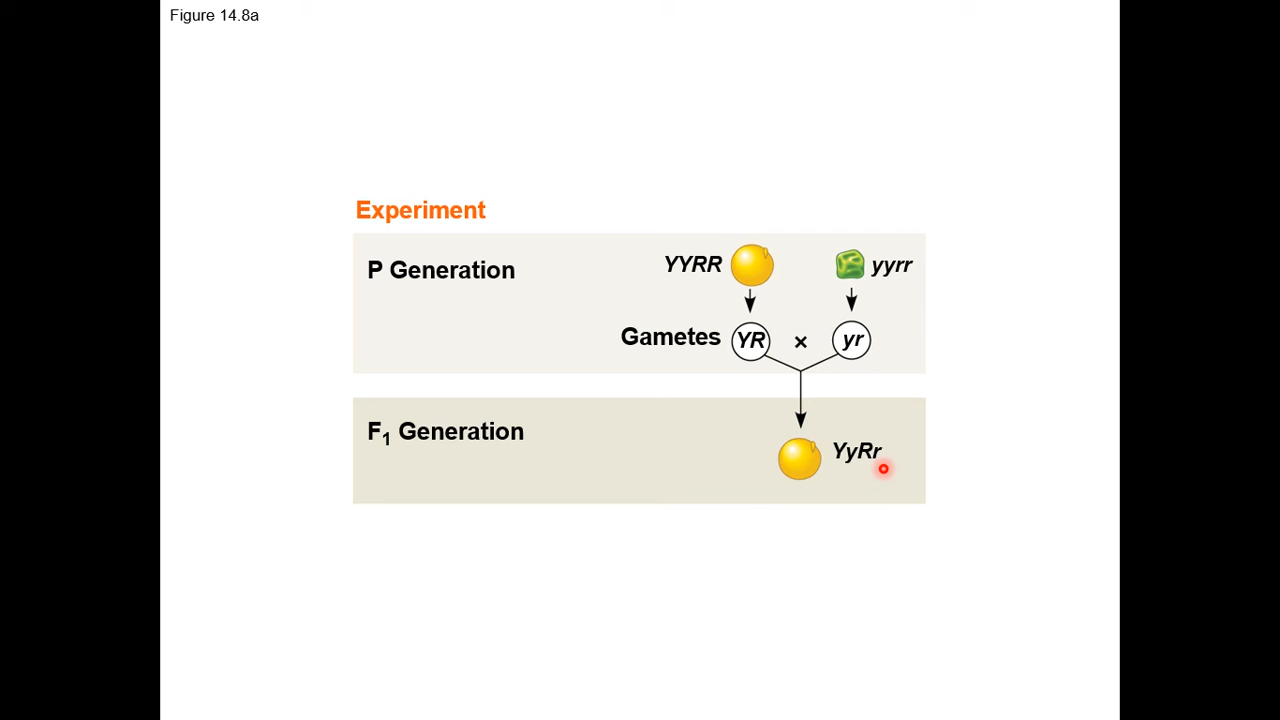 Figure 14.8a
Experiment
P Generation
YYRR
yyrr
Gametes
YR
×
yr
F₁ Generation
YyRr